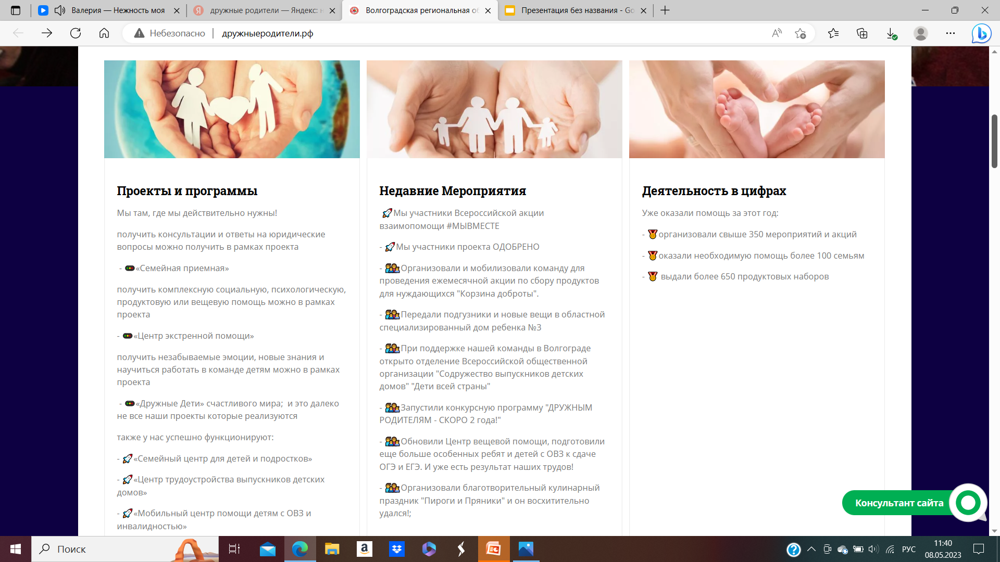 Валерия — Нежность моя
дружные родители — Яндекс:
Волгоградская региональная
Презентация без названия - Go
Небезопасно
дружныеродители.рф
Проекты и программы
Мы там, где мы действительно нужны!
получить консультации и ответы на юридические
вопросы можно получить в рамках проекта
- 🚥«Семейная приемная»
получить комплексную социальную, психологическую,
продуктовую или вещевую помощь можно в рамках
проекта
- 🚥«Центр экстренной помощи»
получить незабываемые эмоции, новые знания и
научиться работать в команде детям можно в рамках
проекта
- 🚥«Дружные Дети» счастливого мира; и это далеко
не все наши проекты которые реализуются
также у нас успешно функционируют:
- 🚀«Семейный центр для детей и подростков»
- 🚀«Центр трудоустройства выпускников детских
домов»
- 🚀«Мобильный центр помощи детям с ОВЗ и
инвалидностью»
Недавние Мероприятия
🚀Мы участники Всероссийской акции
взаимопомощи #МЫВМЕСТЕ
- 🚀Мы участники проекта ОДОБРЕНО
- 👨‍👩‍👧‍👦Организовали и мобилизовали команду для
проведения ежемесячной акции по сбору продуктов
для нуждающихся "Корзина доброты".
- 👨‍👩‍👧‍👦Передали подгузники и новые вещи в областной
специализированный дом ребенка №3
- 👨‍👩‍👧‍👦При поддержке нашей команды в Волгограде
открыто отделение Всероссийской общественной
организации "Содружество выпускников детских
домов" "Дети всей страны"
- 👨‍👩‍👧‍👦Запустили конкурсную программу "ДРУЖНЫМ
РОДИТЕЛЯМ - СКОРО 2 года!"
- 👨‍👩‍👧‍👦Обновили Центр вещевой помощи, подготовили
еще больше особенных ребят и детей с ОВЗ к сдаче
ОГЭ и ЕГЭ. И уже есть результат наших трудов!
- 👨‍👩‍👧‍👦Организовали благотворительный кулинарный
праздник "Пироги и Пряники" и он восхитительно
удался!;
Деятельность в цифрах
Уже оказали помощь за этот год:
- 🏅организовали свыше 350 мероприятий и акций
- 🏅оказали необходимую помощь более 100 семьям
- 🏅 выдали более 650 продуктовых наборов
Консультант сайта
Поиск
РУС
11:40
08.05.2023